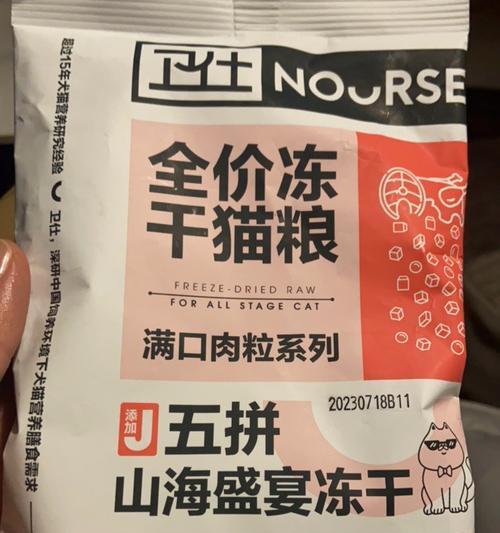 卫仕 NOURSE
超过15年犬猫营养研究经验
卫仕,深研中国饲养环境下犬猫营养膳食需求
全价冻
干猫粮
FREEZE-DRIED RAW
FOR ALL STAGE CAT
满口肉粒系列
20230718B11
添加
五拼
山海盛宴冻干